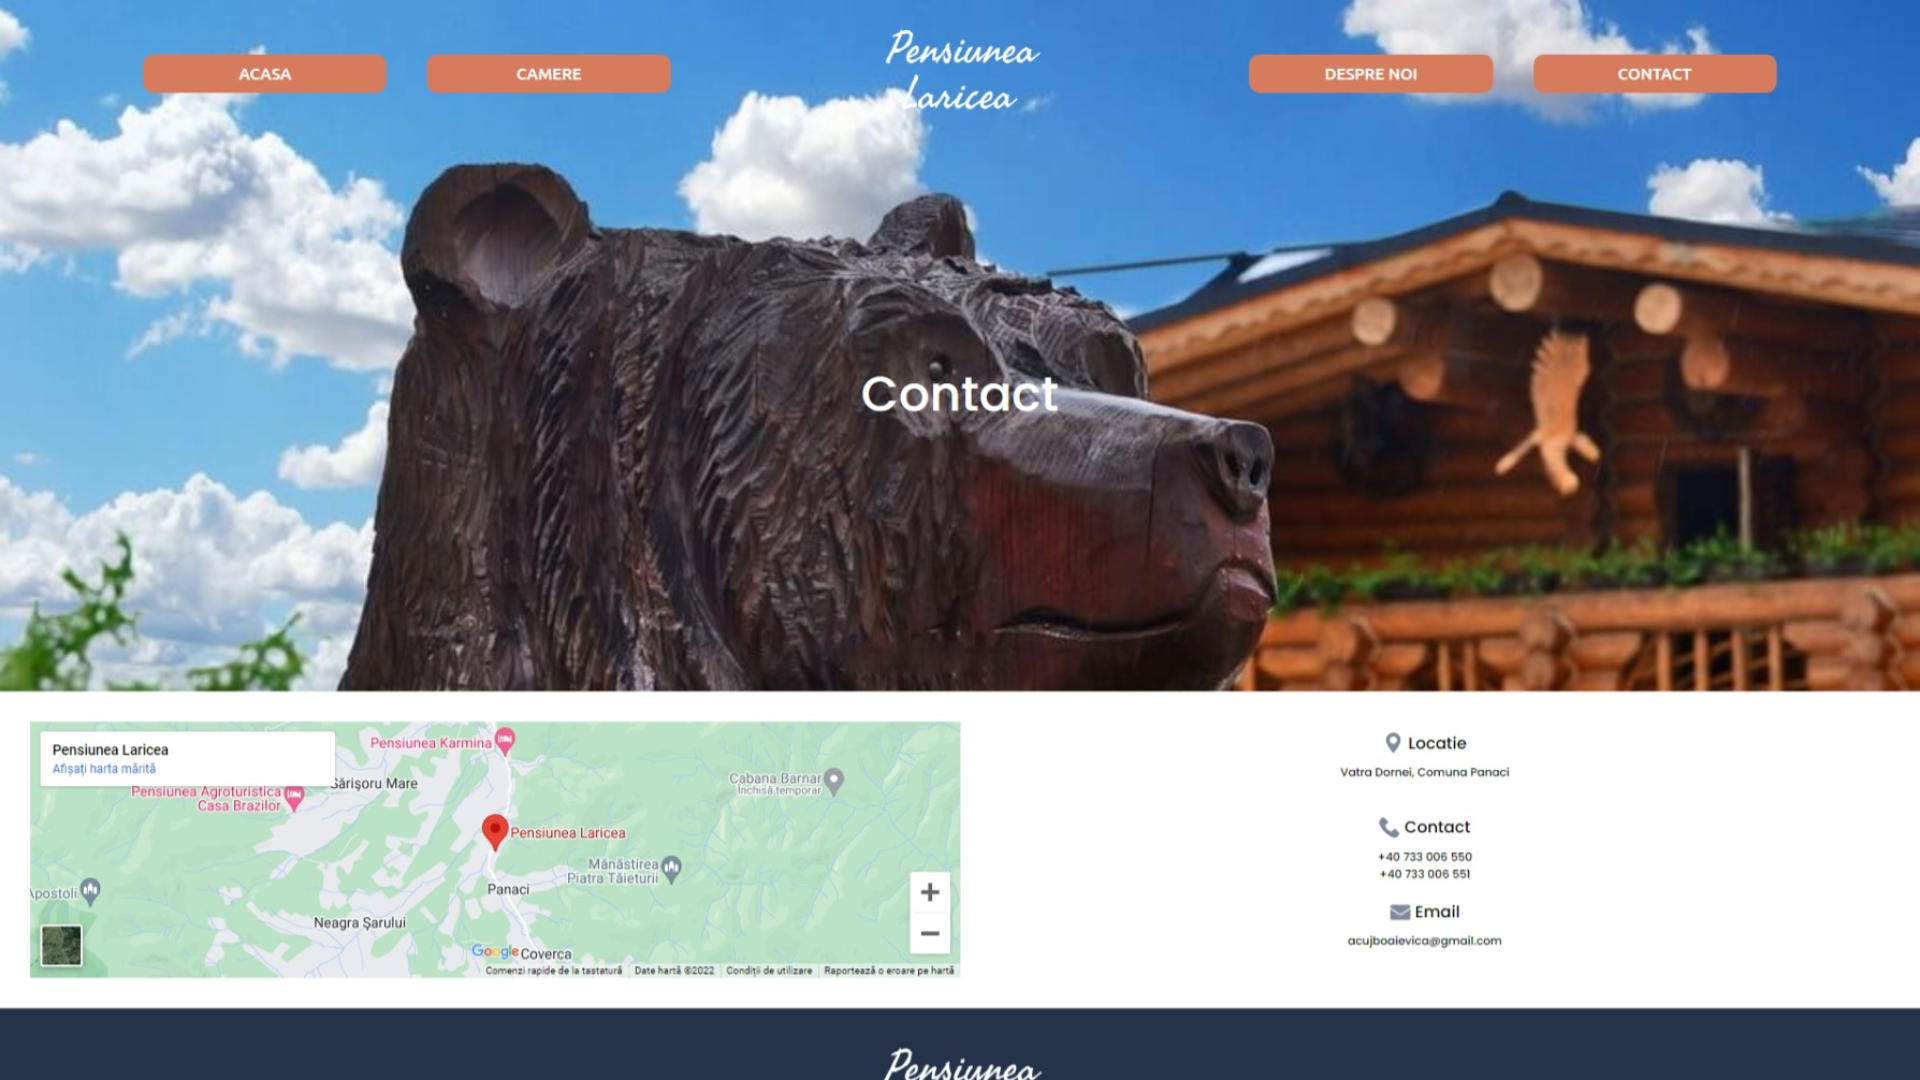 ACASA
CAMERE
Pensiunea
Laricea
DESPRE NOI
CONTACT
Contact
Pensiunea Laricea
Afișați harta mărită
Pensiunea Karmina
Șărișoru Mare
Pensiunea Agroturistica
Casa Brazilor
Cabana Barnar
Închisă temporar
Pensiunea Laricea
Mănăstirea
Piatra Tăieturii
Apostoli
Panaci
Neagra Șarului
Google
Coverca
Comenzi rapide de la tastatură
Date hartă ©2022
Condiții de utilizare
Raportează o eroare pe hartă
Locatie
Vatra Dornei, Comuna Panaci
Contact
+40 733 006 550
+40 733 006 551
Email
acujboaievica@gmail.com
Pensiunea